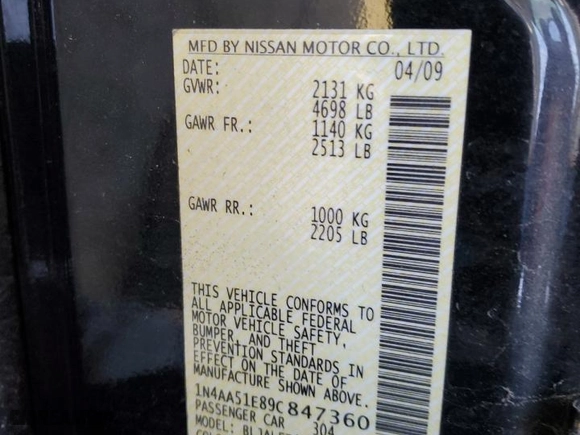 MFD BY NISSAN MOTOR CO., LTD.
DATE: 04/09
GVWR: 2131 KG
4698 LB
GAWR FR.: 1140 KG
2513 LB
GAWR RR.: 1000 KG
2205 LB
THIS VEHICLE CONFORMS TO
ALL APPLICABLE FEDERAL
MOTOR VEHICLE SAFETY,
BUMPER, AND THEFT
PREVENTION STANDARDS IN
EFFECT ON THE DATE OF
MANUFACTURE SHOWN ABOVE.
1N4AA51E89C847360
PASSENGER CAR 304
MODEL: